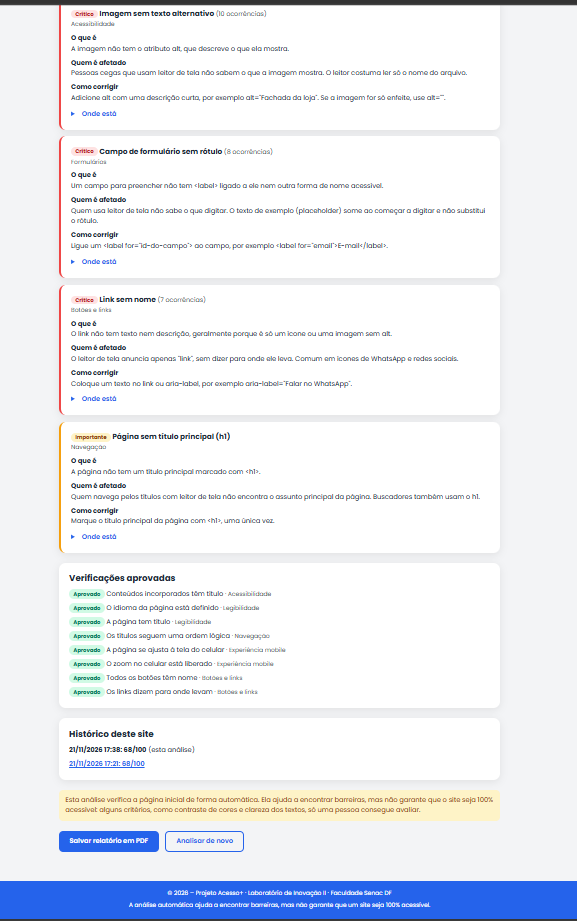 Crítico Imagem sem texto alternativo (10 ocorrências)
Acessibilidade
O que é
A imagem não tem o atributo alt, que descreve o que ela mostra.
Quem é afetado
Pessoas cegas que usam leitor de tela não sabem o que a imagem mostra. O leitor costuma ler só o nome do arquivo.
Como corrigir
Adicione alt com uma descrição curta, por exemplo alt="Fachada da loja". Se a imagem for só enfeite, use alt="".
Onde está
Crítico Campo de formulário sem rótulo (8 ocorrências)
Formulários
O que é
Um campo para preencher não tem <label> ligado a ele nem outra forma de nome acessível.
Quem é afetado
Quem usa leitor de tela não sabe o que digitar. O texto de exemplo (placeholder) some ao começar a digitar e não substitui
o rótulo.
Como corrigir
Ligue um <label for="id-do-campo"> ao campo, por exemplo <label for="email">E-mail</label>.
Onde está
Crítico Link sem nome (7 ocorrências)
Botões e links
O que é
O link não tem texto nem descrição, geralmente porque é só um ícone ou uma imagem sem alt.
Quem é afetado
O leitor de tela anuncia apenas "link", sem dizer para onde ele leva. Comum em ícones de WhatsApp e redes sociais.
Como corrigir
Coloque um texto no link ou aria-label, por exemplo aria-label="Falar no WhatsApp".
Onde está
Importante Página sem título principal (h1)
Navegação
O que é
A página não tem um título principal marcado com <h1>.
Quem é afetado
Quem navega pelos títulos com leitor de tela não encontra o assunto principal da página. Buscadores também usam o h1.
Como corrigir
Marque o título principal da página com <h1>, uma única vez.
Onde está
Verificações aprovadas
Aprovado Conteúdos incorporados têm título · Acessibilidade
Aprovado O idioma da página está definido · Legibilidade
Aprovado A página tem título · Legibilidade
Aprovado Os títulos seguem uma ordem lógica · Navegação
Aprovado A página se ajusta à tela do celular · Experiência mobile
Aprovado O zoom no celular está liberado · Experiência mobile
Aprovado Todos os botões têm nome · Botões e links
Aprovado Os links dizem para onde levam · Botões e links
Histórico deste site
21/11/2026 17:38: 68/100 (esta análise)
21/11/2026 17:21: 68/100
Esta análise verifica a página inicial de forma automática. Ela ajuda a encontrar barreiras, mas não garante que o site seja 100%
acessível: alguns critérios, como contraste de cores e clareza dos textos, só uma pessoa consegue avaliar.
Salvar relatório em PDF
Analisar de novo
© 2026 – Projeto Acesso+ · Laboratório de Inovação II · Faculdade Senac DF
A análise automática ajuda a encontrar barreiras, mas não garante que um site seja 100% acessível.